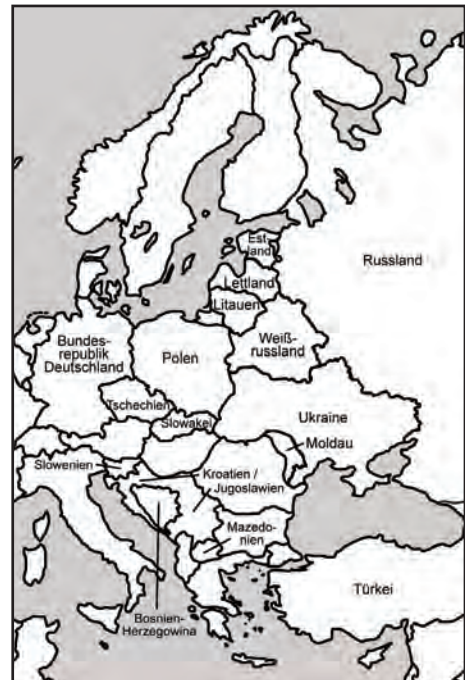 Est-
land
Russland
Lettland
Litauen
Bundes-
republik
Deutschland
Polen
Weiß-
russland
Tschechien
Slowakei
Ukraine
Moldau
Slowenien
Kroatien /
Jugoslawien
Mazedo-
nien
Türkei
Bosnien-
Herzegowina